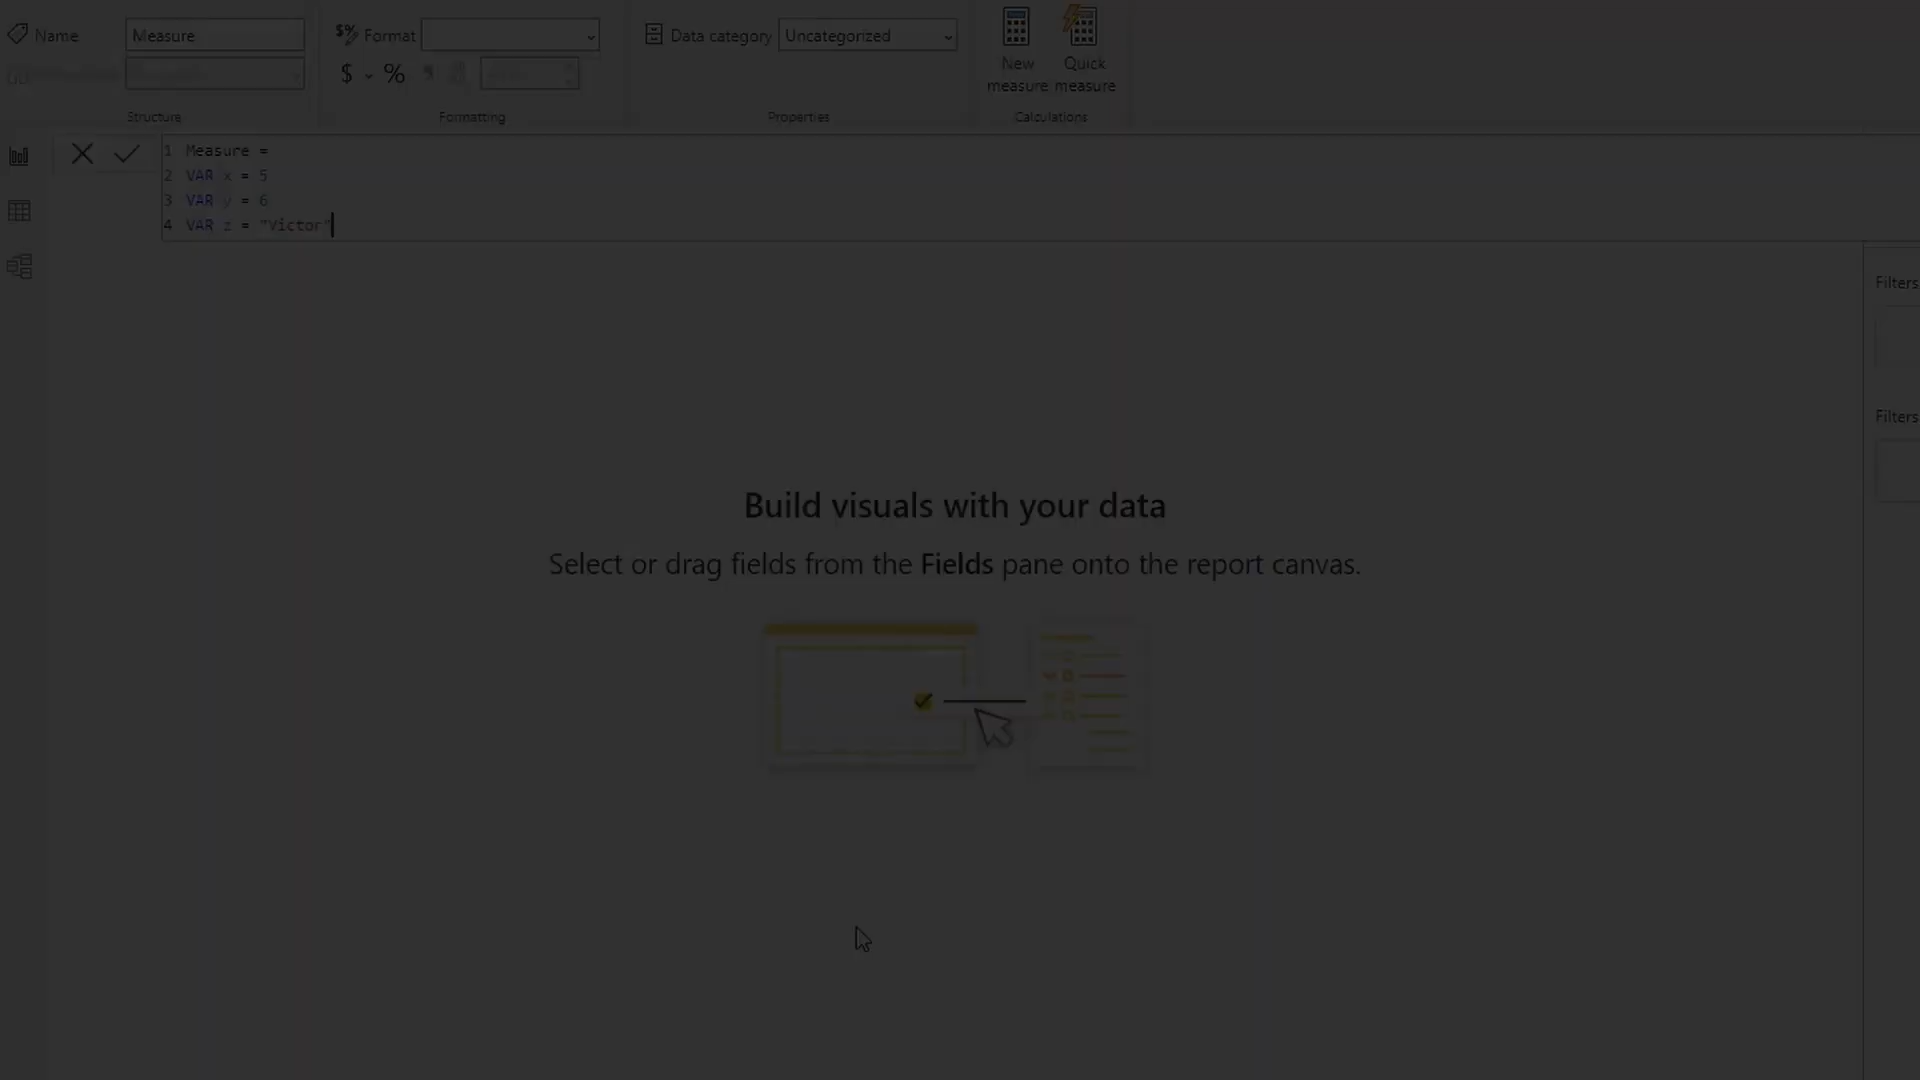 Name
Measure
$% Format
Data category
Uncategorized
New
measure
Quick
measure
$ %
Structure
Formatting
Properties
Calculations
1 Measure =
2 VAR x = 5
3 VAR y = 6
4 VAR z = "Victor"
Filters
Filters
Build visuals with your data
Select or drag fields from the Fields pane onto the report canvas.